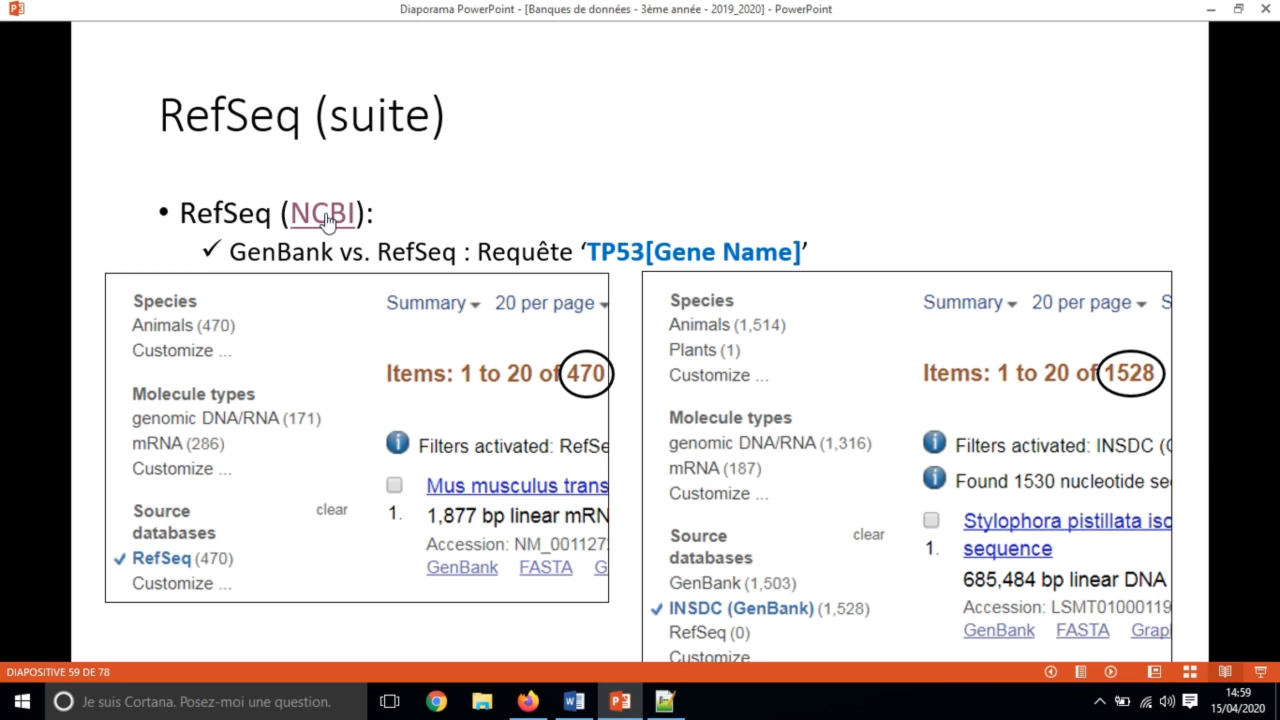 Diaporama PowerPoint - [Banques de données - 3ème année - 2019_2020] - PowerPoint
RefSeq (suite)
• RefSeq (NCBI):
✓ GenBank vs. RefSeq : Requête ‘TP53[Gene Name]’
Species
Animals (470)
Customize ...
Molecule types
genomic DNA/RNA (171)
mRNA (286)
Customize ...
Source databases clear
RefSeq (470)
Customize ...
Summary 20 per page
Items: 1 to 20 of 470
Filters activated: RefSe
Mus musculus trans
1. 1,877 bp linear mRN
Accession: NM_001127
GenBank FASTA G
Species
Animals (1,514)
Plants (1)
Customize ...
Molecule types
genomic DNA/RNA (1,316)
mRNA (187)
Customize ...
Source databases clear
GenBank (1,503)
INSDC (GenBank) (1,528)
RefSeq (0)
Customize
Summary 20 per page S
Items: 1 to 20 of 1528
Filters activated: INSDC (G
Found 1530 nucleotide se
Stylophora pistillata iso
1. sequence
685,484 bp linear DNA
Accession: LSMT01000119
GenBank FASTA Grap
DIAPOSITIVE 59 DE 78
Je suis Cortana. Posez-moi une question.
14:59
15/04/2020